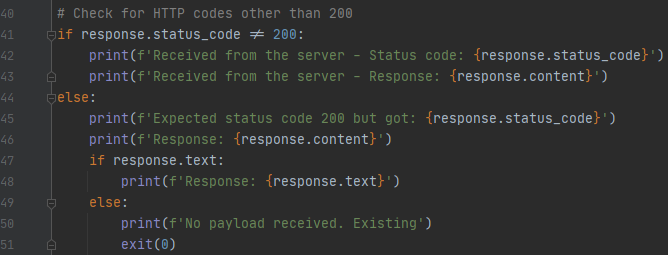 40 # Check for HTTP codes other than 200
41 if response.status_code ≠ 200:
42     print(f'Received from the server - Status code: {response.status_code}')
43     print(f'Received from the server - Response: {response.content}')
44 else:
45     print(f'Expected status code 200 but got: {response.status_code}')
46     print(f'Response: {response.content}')
47     if response.text:
48         print(f'Response: {response.text}')
49     else:
50         print(f'No payload received. Existing')
51         exit(0)